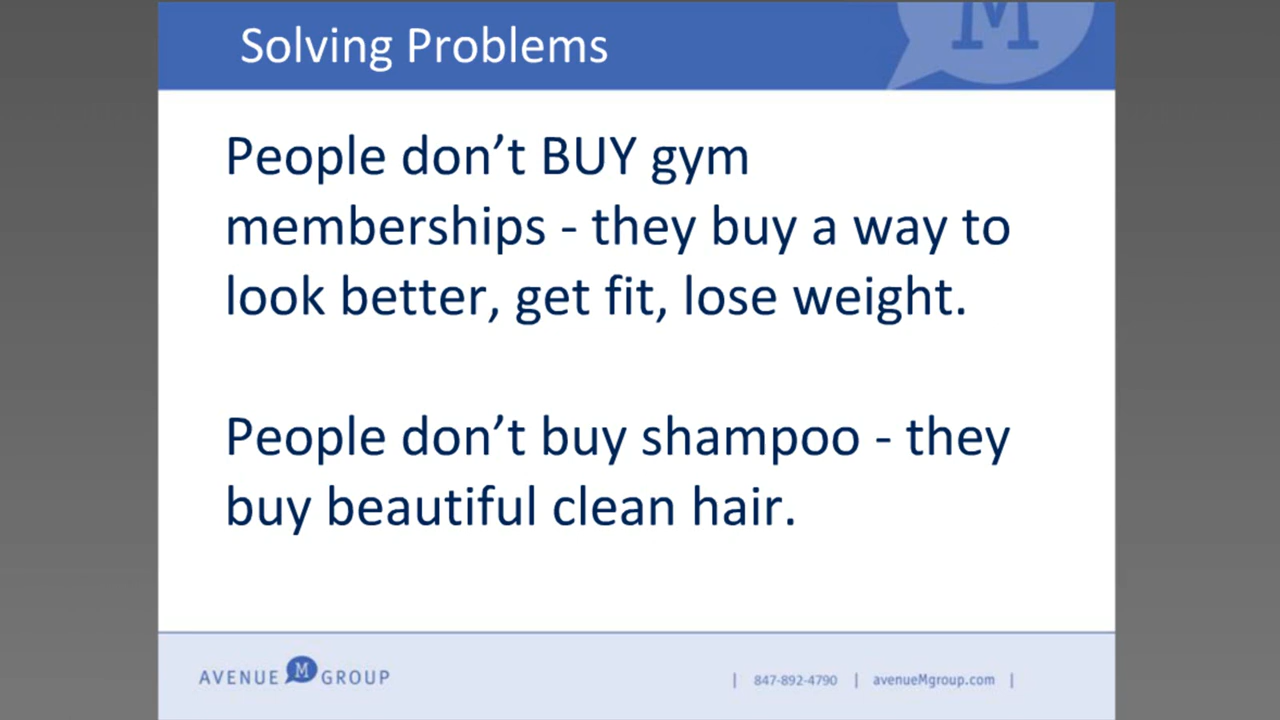 M
Solving Problems
People don’t BUY gym
memberships - they buy a way to
look better, get fit, lose weight.
People don’t buy shampoo - they
buy beautiful clean hair.
AVENUE M GROUP
| 847-892-4790 | avenueMgroup.com |